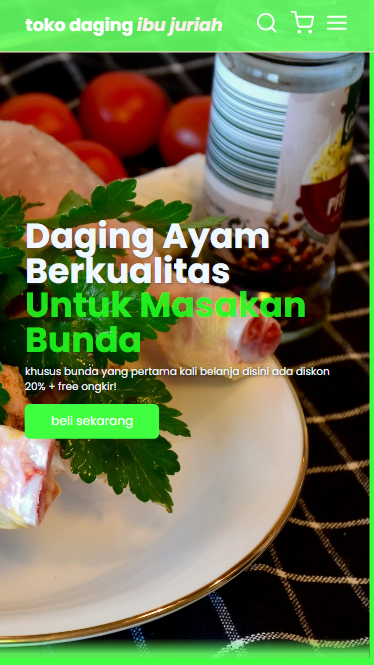 toko daging ibu juriah
Daging Ayam
Berkualitas
Untuk Masakan
Bunda
khusus bunda yang pertama kali belanja disini ada diskon
20% + free ongkir!
beli sekarang